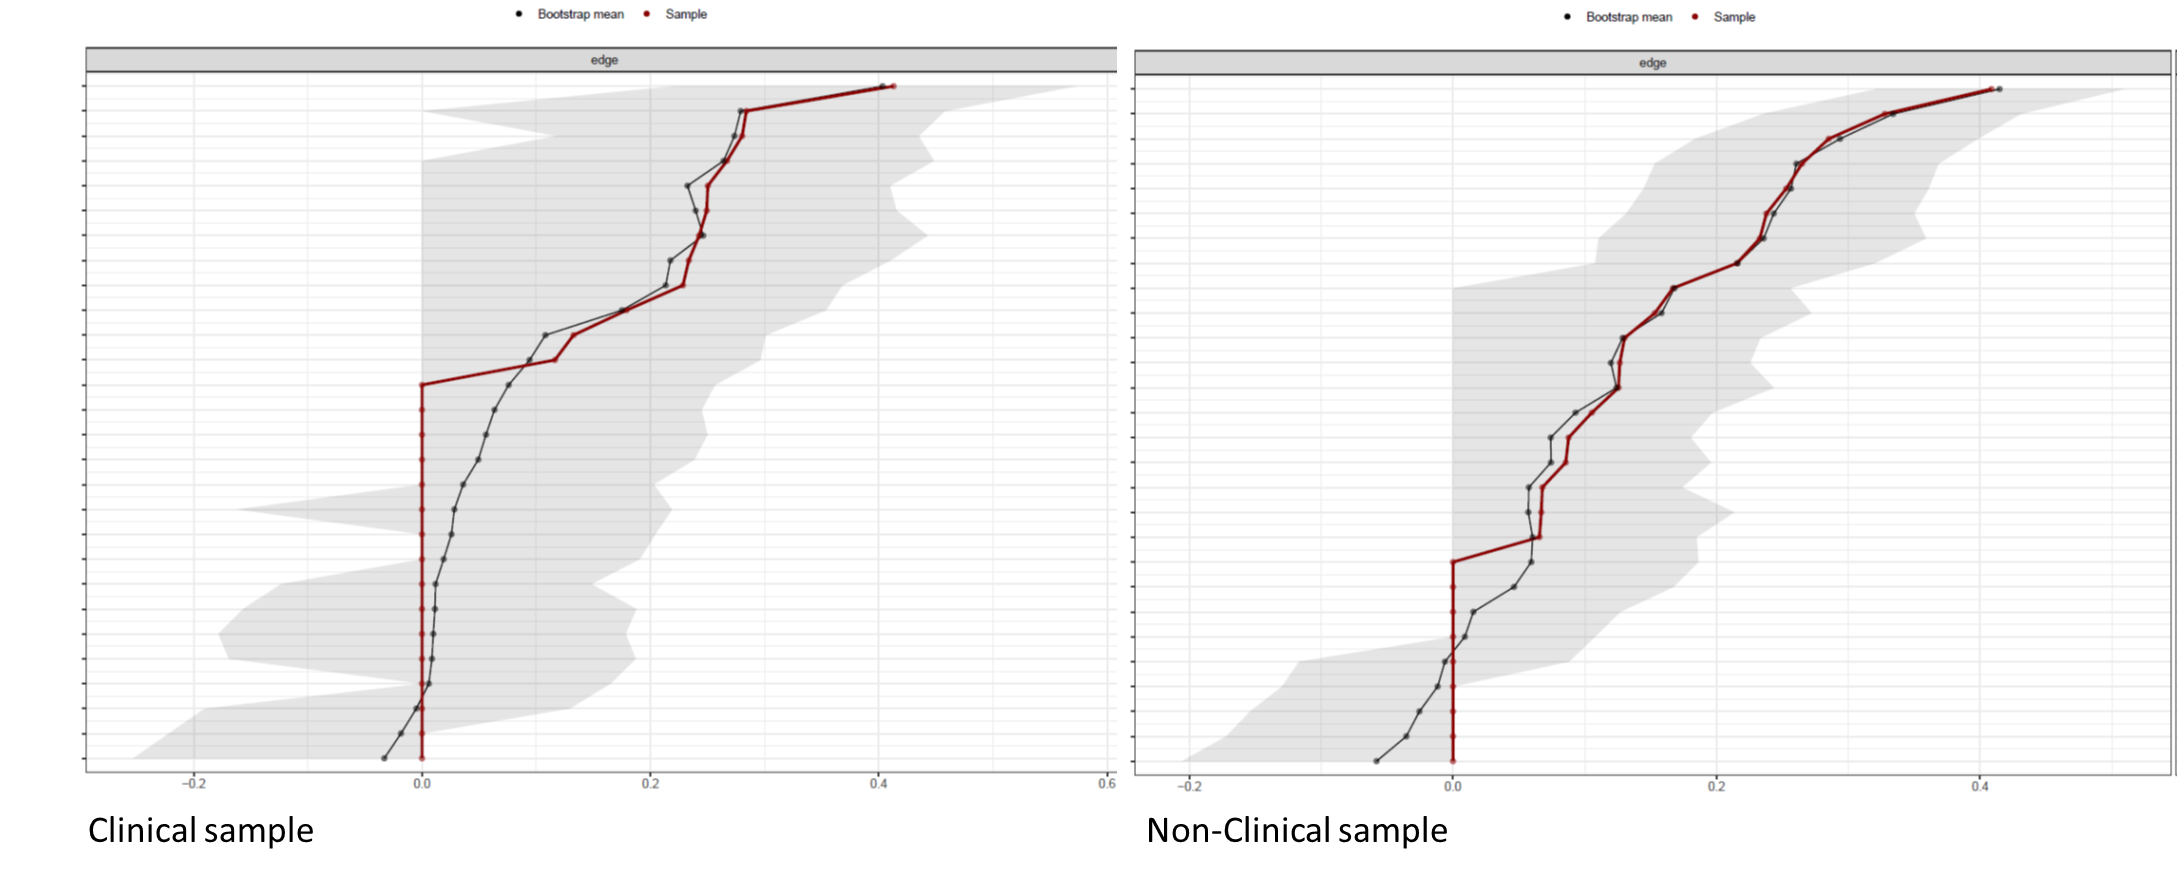 Bootstrap mean Sample
Bootstrap mean Sample
edge
edge
−0.2 0.0 0.2 0.4 0.6
−0.2 0.0 0.2 0.4
Clinical sample
Non-Clinical sample